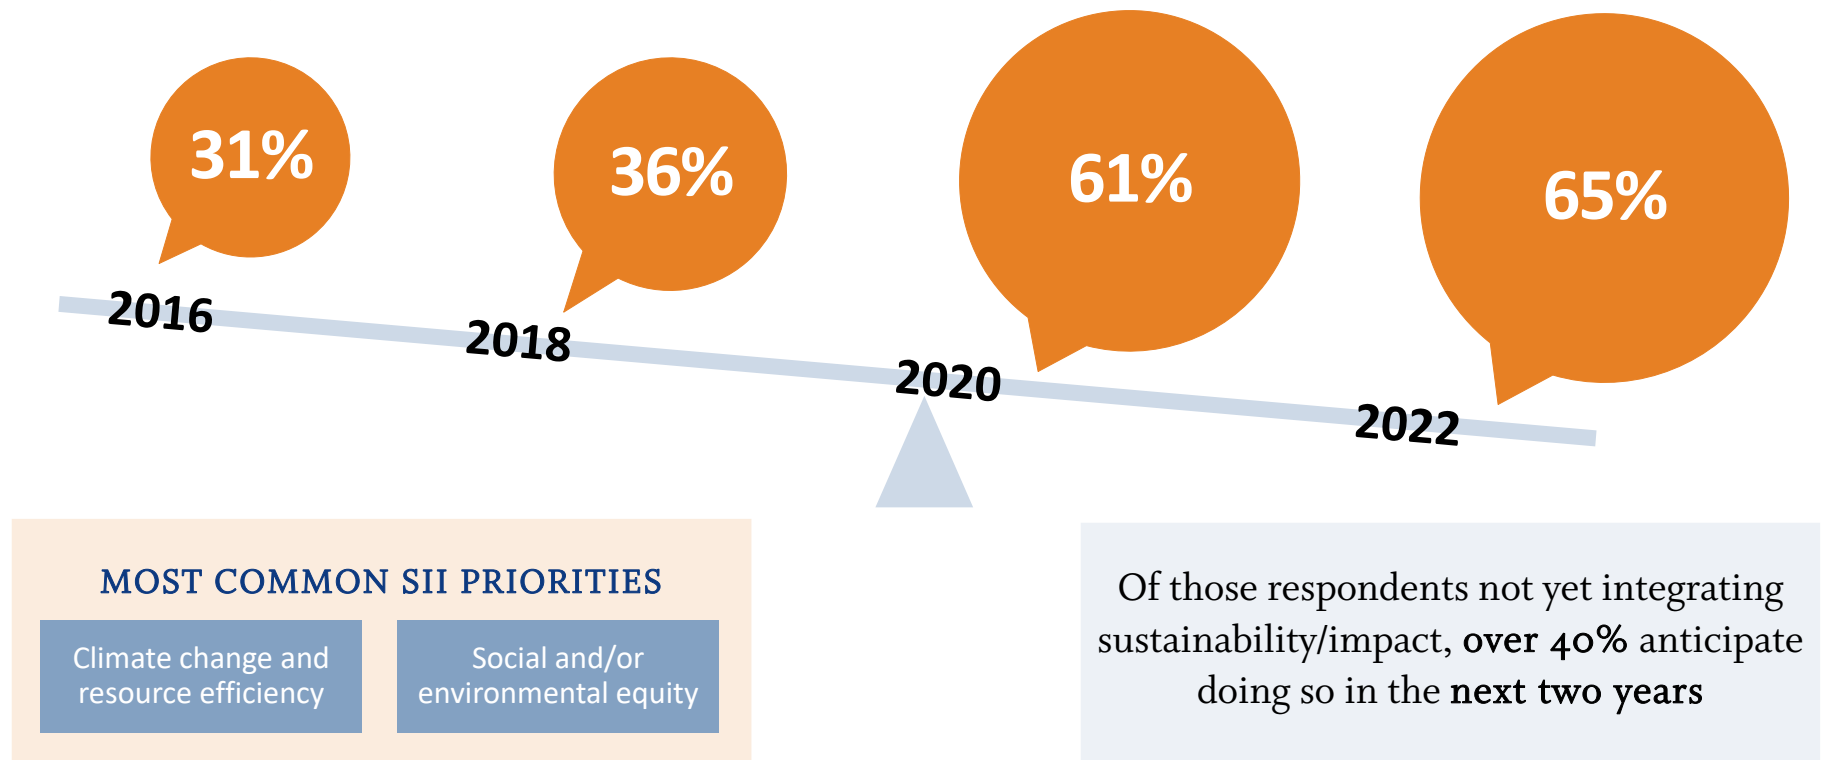 31%
36%
61%
65%
2016
2018
2020
2022
MOST COMMON SII PRIORITIES
Climate change and
resource efficiency
Social and/or
environmental equity
Of those respondents not yet integrating
sustainability/impact, over 40% anticipate
doing so in the next two years